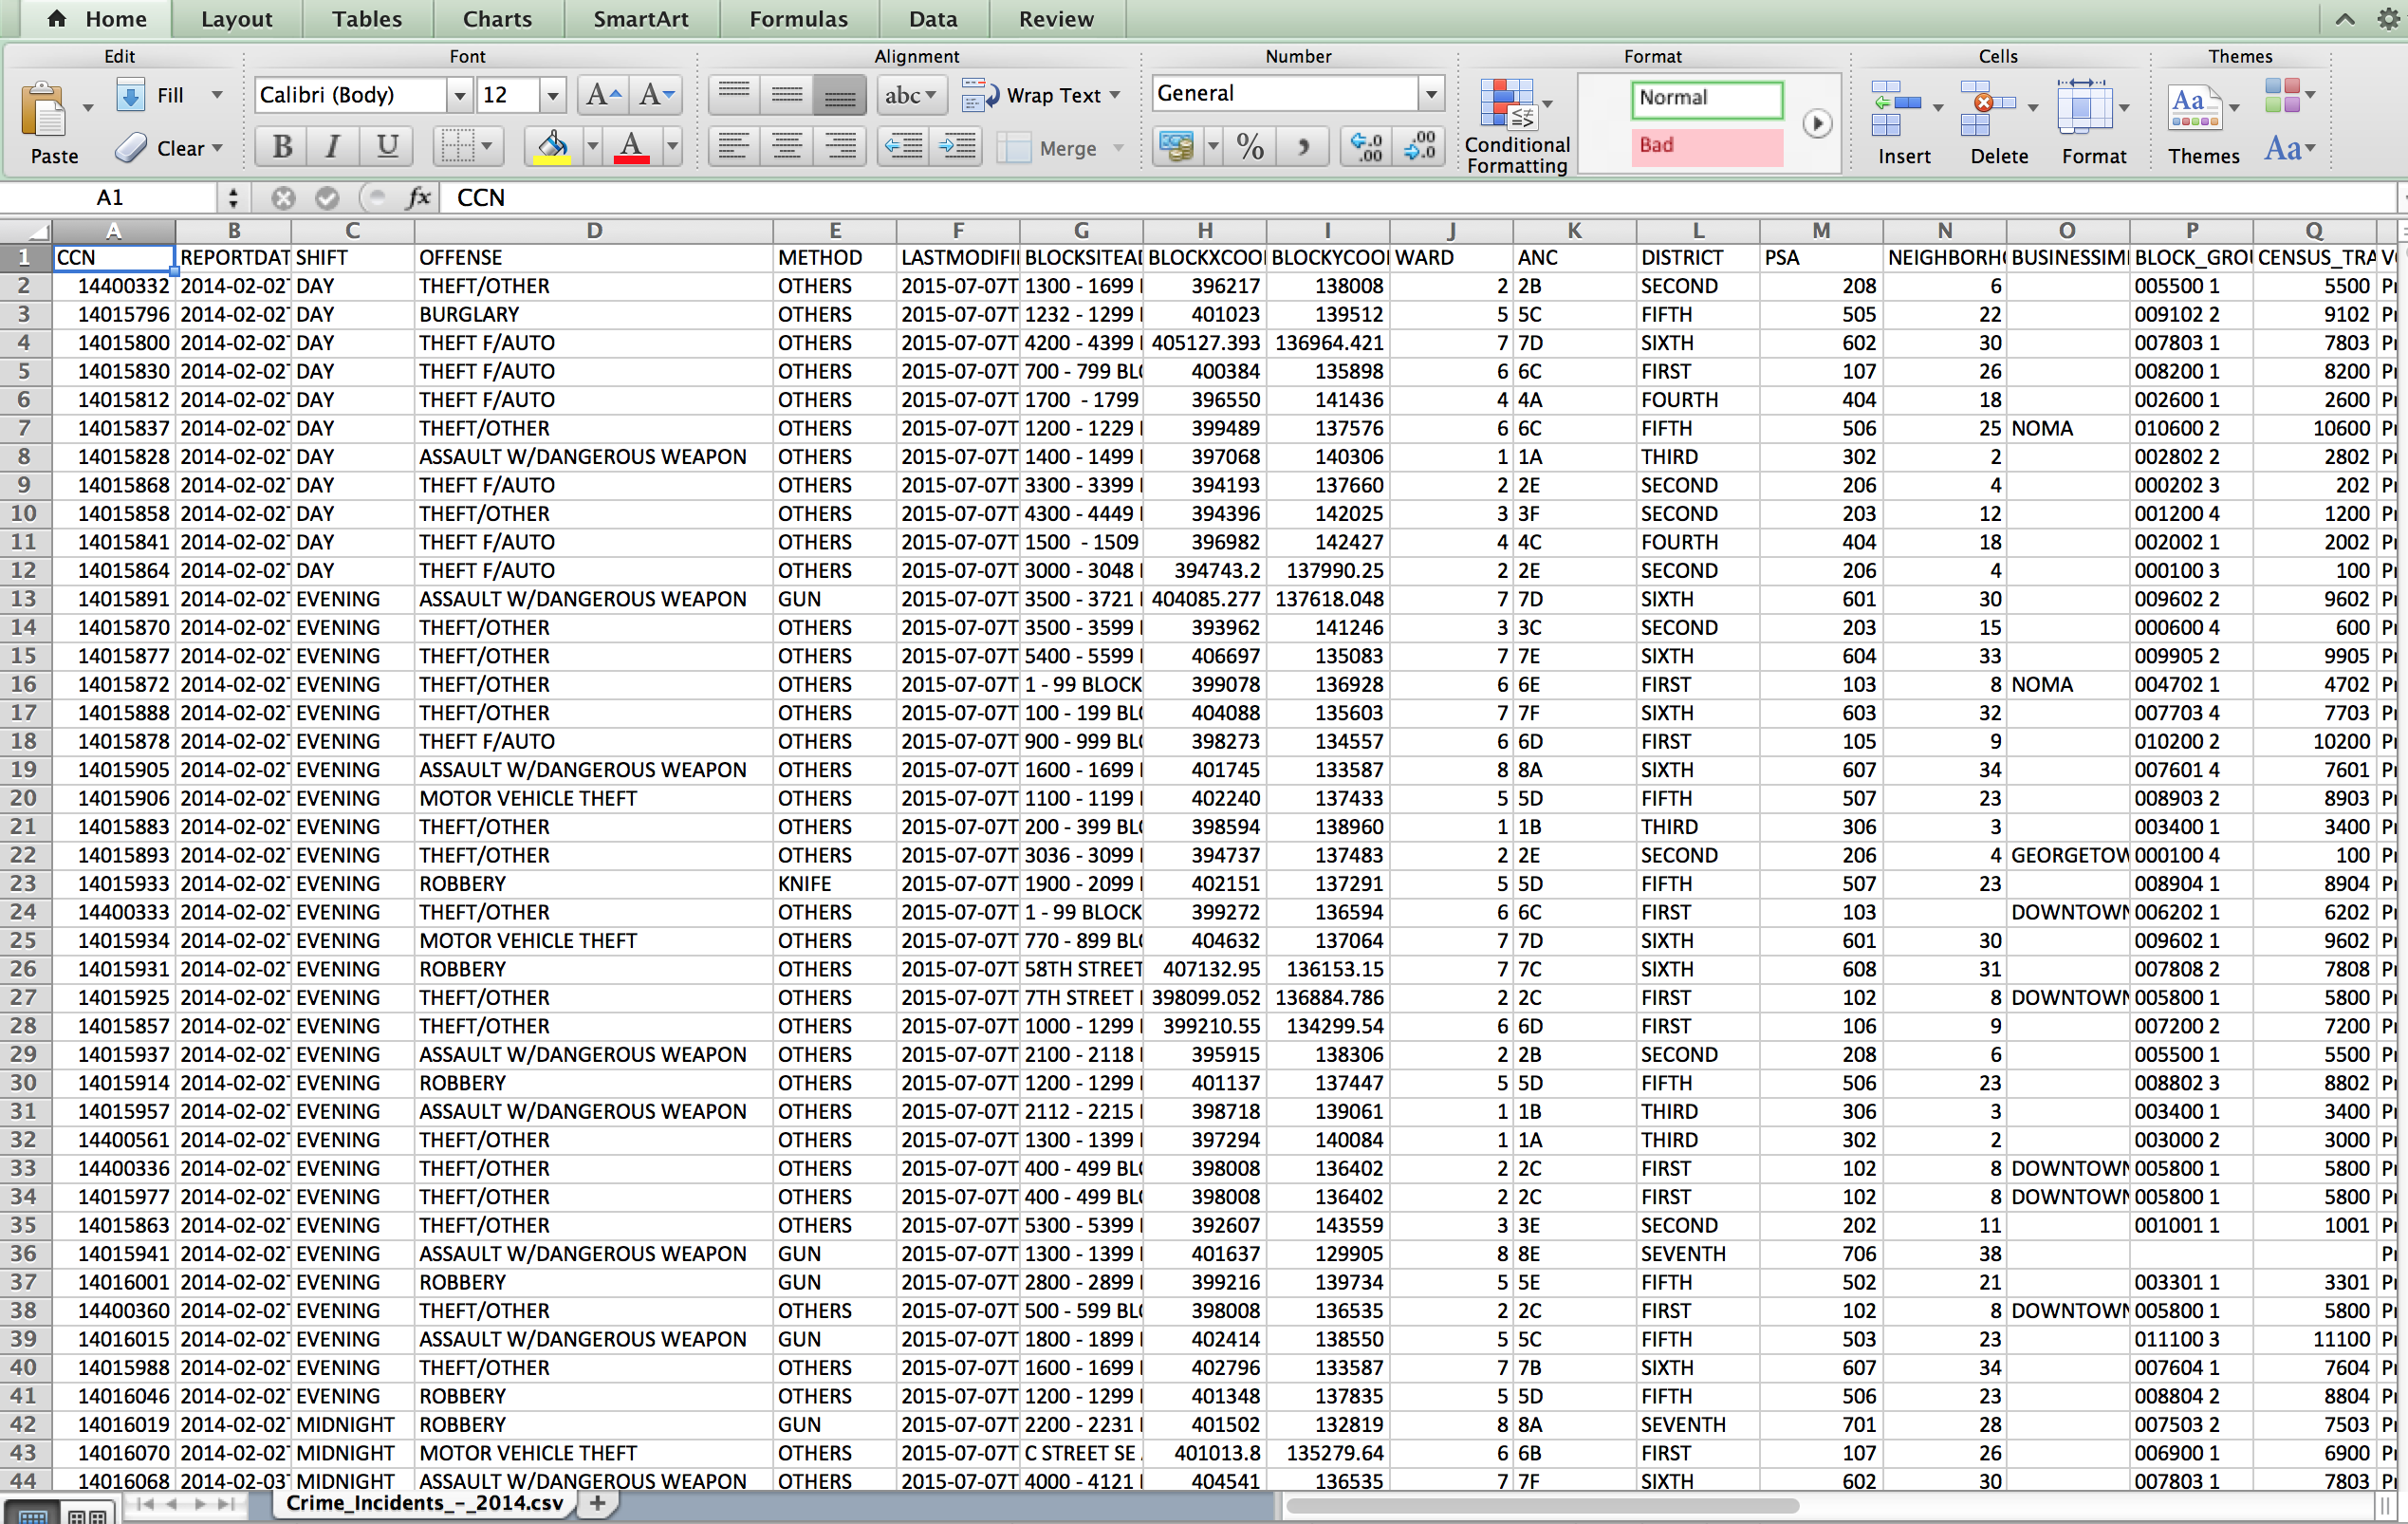 Home Layout Tables Charts SmartArt Formulas Data Review
Edit Font Alignment Number Format Cells Themes
Fill Calibri (Body) 12 A A abc Wrap Text General Normal
Paste Clear B I U A Merge % , .0 .00 .00 .0 Conditional Formatting Bad Insert Delete Format Themes Aa
A1 fx CCN
A B C D E F G H I J K L M N O P Q
1 CCN REPORTDAT SHIFT OFFENSE METHOD LASTMODIFI BLOCKSITEAD BLOCKXCOO BLOCKYCOO WARD ANC DISTRICT PSA NEIGHBORHO BUSINESSIM BLOCK_GROU CENSUS_TRA
2 14400332 2014-02-02 DAY THEFT/OTHER OTHERS 2015-07-07T 1300 - 1699 396217 138008 2 2B SECOND 208 6 005500 1 5500
3 14015796 2014-02-02 DAY BURGLARY OTHERS 2015-07-07T 1232 - 1299 401023 139512 5 5C FIFTH 505 22 009102 2 9102
4 14015800 2014-02-02 DAY THEFT F/AUTO OTHERS 2015-07-07T 4200 - 4399 405127.393 136964.421 7 7D SIXTH 602 30 007803 1 7803
5 14015830 2014-02-02 DAY THEFT F/AUTO OTHERS 2015-07-07T 700 - 799 BLO 400384 135898 6 6C FIRST 107 26 008200 1 8200
6 14015812 2014-02-02 DAY THEFT F/AUTO OTHERS 2015-07-07T 1700 - 1799 396550 141436 4 4A FOURTH 404 18 002600 1 2600
7 14015837 2014-02-02 DAY THEFT/OTHER OTHERS 2015-07-07T 1200 - 1229 399489 137576 6 6C FIFTH 506 25 NOMA 010600 2 10600
8 14015828 2014-02-02 DAY ASSAULT W/DANGEROUS WEAPON OTHERS 2015-07-07T 1400 - 1499 397068 140306 1 1A THIRD 302 2 002802 2 2802
9 14015868 2014-02-02 DAY THEFT F/AUTO OTHERS 2015-07-07T 3300 - 3399 394193 137660 2 2E SECOND 206 4 000202 3 202
10 14015858 2014-02-02 DAY THEFT/OTHER OTHERS 2015-07-07T 4300 - 4449 394396 142025 3 3F SECOND 203 12 001200 4 1200
11 14015841 2014-02-02 DAY THEFT F/AUTO OTHERS 2015-07-07T 1500 - 1509 396982 142427 4 4C FOURTH 404 18 002002 1 2002
12 14015864 2014-02-02 DAY THEFT F/AUTO OTHERS 2015-07-07T 3000 - 3048 394743.2 137990.25 2 2E SECOND 206 4 000100 3 100
13 14015891 2014-02-02 EVENING ASSAULT W/DANGEROUS WEAPON GUN 2015-07-07T 3500 - 3721 404085.277 137618.048 7 7D SIXTH 601 30 009602 2 9602
14 14015870 2014-02-02 EVENING THEFT/OTHER OTHERS 2015-07-07T 3500 - 3599 393962 141246 3 3C SECOND 203 15 000600 4 600
15 14015877 2014-02-02 EVENING THEFT/OTHER OTHERS 2015-07-07T 5400 - 5599 406697 135083 7 7E SIXTH 604 33 009905 2 9905
16 14015872 2014-02-02 EVENING THEFT/OTHER OTHERS 2015-07-07T 1 - 99 BLOCK 399078 136928 6 6E FIRST 103 8 NOMA 004702 1 4702
17 14015888 2014-02-02 EVENING THEFT/OTHER OTHERS 2015-07-07T 100 - 199 BLO 404088 135603 7 7F SIXTH 603 32 007703 4 7703
18 14015878 2014-02-02 EVENING THEFT F/AUTO OTHERS 2015-07-07T 900 - 999 BLO 398273 134557 6 6D FIRST 105 9 010200 2 10200
19 14015905 2014-02-02 EVENING ASSAULT W/DANGEROUS WEAPON OTHERS 2015-07-07T 1600 - 1699 401745 133587 8 8A SIXTH 607 34 007601 4 7601
20 14015906 2014-02-02 EVENING MOTOR VEHICLE THEFT OTHERS 2015-07-07T 1100 - 1199 402240 137433 5 5D FIFTH 507 23 008903 2 8903
21 14015883 2014-02-02 EVENING THEFT/OTHER OTHERS 2015-07-07T 200 - 399 BLO 398594 138960 1 1B THIRD 306 3 003400 1 3400
22 14015893 2014-02-02 EVENING THEFT/OTHER OTHERS 2015-07-07T 3036 - 3099 394737 137483 2 2E SECOND 206 4 GEORGETOW 000100 4 100
23 14015933 2014-02-02 EVENING ROBBERY KNIFE 2015-07-07T 1900 - 2099 402151 137291 5 5D FIFTH 507 23 008904 1 8904
24 14400333 2014-02-02 EVENING THEFT/OTHER OTHERS 2015-07-07T 1 - 99 BLOCK 399272 136594 6 6C FIRST 103 DOWNTOWN 006202 1 6202
25 14015934 2014-02-02 EVENING MOTOR VEHICLE THEFT OTHERS 2015-07-07T 770 - 899 BLO 404632 137064 7 7D SIXTH 601 30 009602 1 9602
26 14015931 2014-02-02 EVENING ROBBERY OTHERS 2015-07-07T 58TH STREET 407132.95 136153.15 7 7C SIXTH 608 31 007808 2 7808
27 14015925 2014-02-02 EVENING THEFT/OTHER OTHERS 2015-07-07T 7TH STREET 398099.052 136884.786 2 2C FIRST 102 8 DOWNTOWN 005800 1 5800
28 14015857 2014-02-02 EVENING THEFT/OTHER OTHERS 2015-07-07T 1000 - 1299 399210.55 134299.54 6 6D FIRST 106 9 007200 2 7200
29 14015937 2014-02-02 EVENING ASSAULT W/DANGEROUS WEAPON OTHERS 2015-07-07T 2100 - 2118 395915 138306 2 2B SECOND 208 6 005500 1 5500
30 14015914 2014-02-02 EVENING ROBBERY OTHERS 2015-07-07T 1200 - 1299 401137 137447 5 5D FIFTH 506 23 008802 3 8802
31 14015957 2014-02-02 EVENING ASSAULT W/DANGEROUS WEAPON OTHERS 2015-07-07T 2112 - 2215 398718 139061 1 1B THIRD 306 3 003400 1 3400
32 14400561 2014-02-02 EVENING THEFT/OTHER OTHERS 2015-07-07T 1300 - 1399 397294 140084 1 1A THIRD 302 2 003000 2 3000
33 14400336 2014-02-02 EVENING THEFT/OTHER OTHERS 2015-07-07T 400 - 499 BLO 398008 136402 2 2C FIRST 102 8 DOWNTOWN 005800 1 5800
34 14015977 2014-02-02 EVENING THEFT/OTHER OTHERS 2015-07-07T 400 - 499 BLO 398008 136402 2 2C FIRST 102 8 DOWNTOWN 005800 1 5800
35 14015863 2014-02-02 EVENING THEFT/OTHER OTHERS 2015-07-07T 5300 - 5399 392607 143559 3 3E SECOND 202 11 001001 1 1001
36 14015941 2014-02-02 EVENING ASSAULT W/DANGEROUS WEAPON GUN 2015-07-07T 1300 - 1399 401637 129905 8 8E SEVENTH 706 38
37 14016001 2014-02-02 EVENING ROBBERY GUN 2015-07-07T 2800 - 2899 399216 139734 5 5E FIFTH 502 21 003301 1 3301
38 14400360 2014-02-02 EVENING THEFT/OTHER OTHERS 2015-07-07T 500 - 599 BLO 398008 136535 2 2C FIRST 102 8 DOWNTOWN 005800 1 5800
39 14016015 2014-02-02 EVENING ASSAULT W/DANGEROUS WEAPON GUN 2015-07-07T 1800 - 1899 402414 138550 5 5C FIFTH 503 23 011100 3 11100
40 14015988 2014-02-02 EVENING THEFT/OTHER OTHERS 2015-07-07T 1600 - 1699 402796 133587 7 7B SIXTH 607 34 007604 1 7604
41 14016046 2014-02-02 EVENING ROBBERY OTHERS 2015-07-07T 1200 - 1299 401348 137835 5 5D FIFTH 506 23 008804 2 8804
42 14016019 2014-02-02 MIDNIGHT ROBBERY GUN 2015-07-07T 2200 - 2231 401502 132819 8 8A SEVENTH 701 28 007503 2 7503
43 14016070 2014-02-02 MIDNIGHT MOTOR VEHICLE THEFT OTHERS 2015-07-07T C STREET SE 401013.8 135279.64 6 6B FIRST 107 26 006900 1 6900
44 14016068 2014-02-03 MIDNIGHT ASSAULT W/DANGEROUS WEAPON OTHERS 2015-07-07T 4000 - 4121 404541 136535 7 7F SIXTH 602 30 007803 1 7803
Crime_Incidents_-_2014.csv